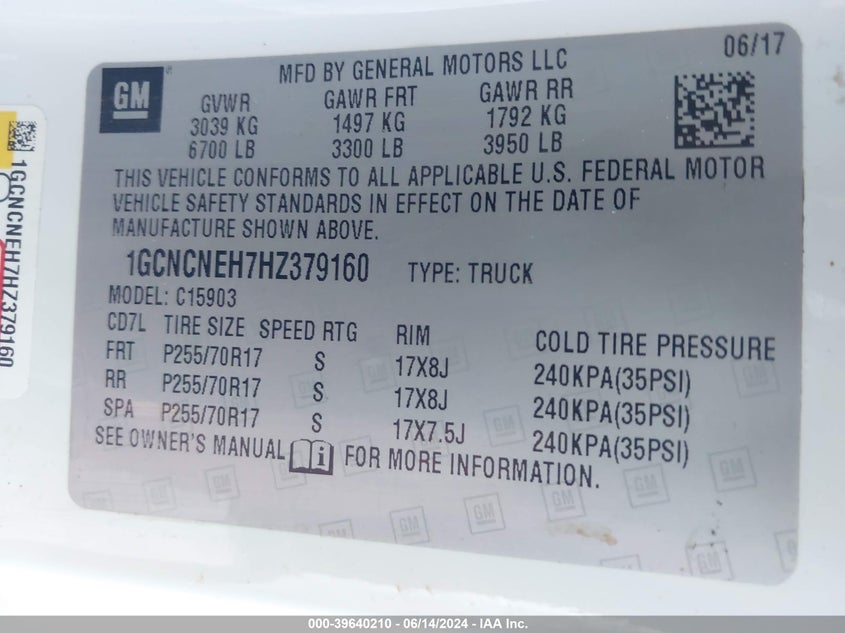 06/17
GM
MFD BY GENERAL MOTORS LLC
GVWR GAWR FRT GAWR RR
3039 KG 1497 KG 1792 KG
6700 LB 3300 LB 3950 LB
THIS VEHICLE CONFORMS TO ALL APPLICABLE U.S. FEDERAL MOTOR
VEHICLE SAFETY STANDARDS IN EFFECT ON THE DATE OF
MANUFACTURE SHOWN ABOVE.
1GCNCNEH7HZ379160 TYPE: TRUCK
MODEL: C15903
CD7L TIRE SIZE SPEED RTG RIM COLD TIRE PRESSURE
FRT P255/70R17 S 17X8J 240KPA(35PSI)
RR P255/70R17 S 17X8J 240KPA(35PSI)
SPA P255/70R17 S 17X7.5J 240KPA(35PSI)
SEE OWNER'S MANUAL i FOR MORE INFORMATION.
1GCNCNEH7HZ379160
000-39640210 - 06/14/2024 - IAA Inc.